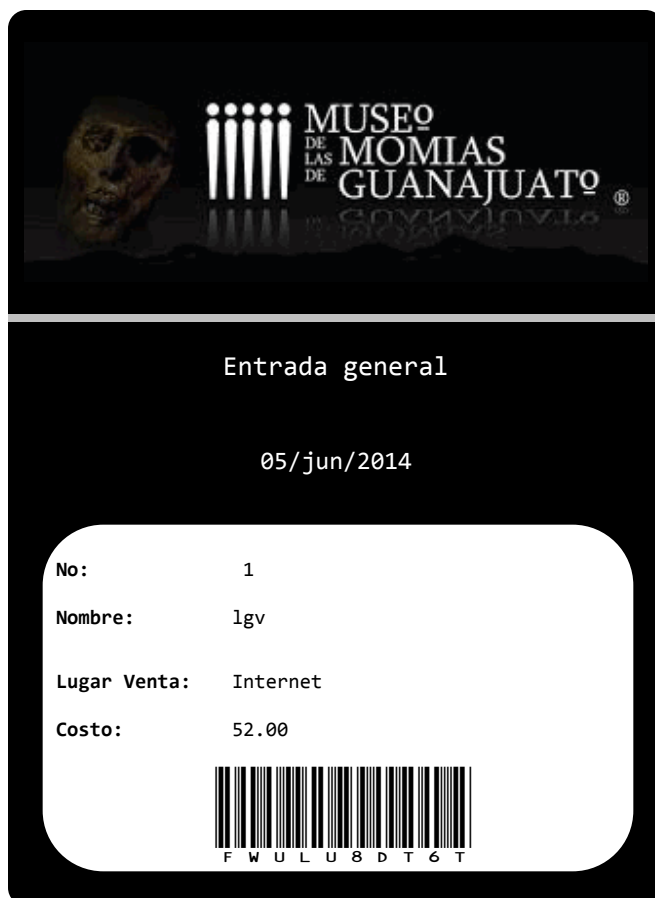 MUSEO
DE LAS DE MOMIAS
GUANAJUATO ®
Entrada general
05/jun/2014
No: 1
Nombre: lgv
Lugar Venta: Internet
Costo: 52.00
FWULU8DT6T